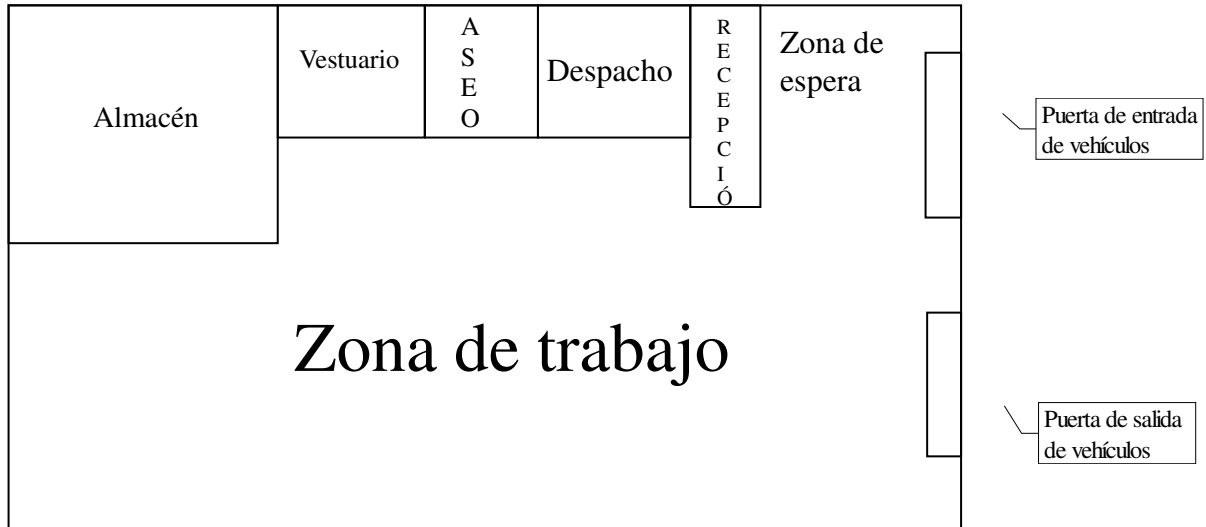 Almacén
Vestuario
A
S
E
O
Despacho
R
E
C
E
P
C
I
Ó
Zona de
espera
Puerta de entrada
de vehículos
Zona de trabajo
Puerta de salida
de vehículos